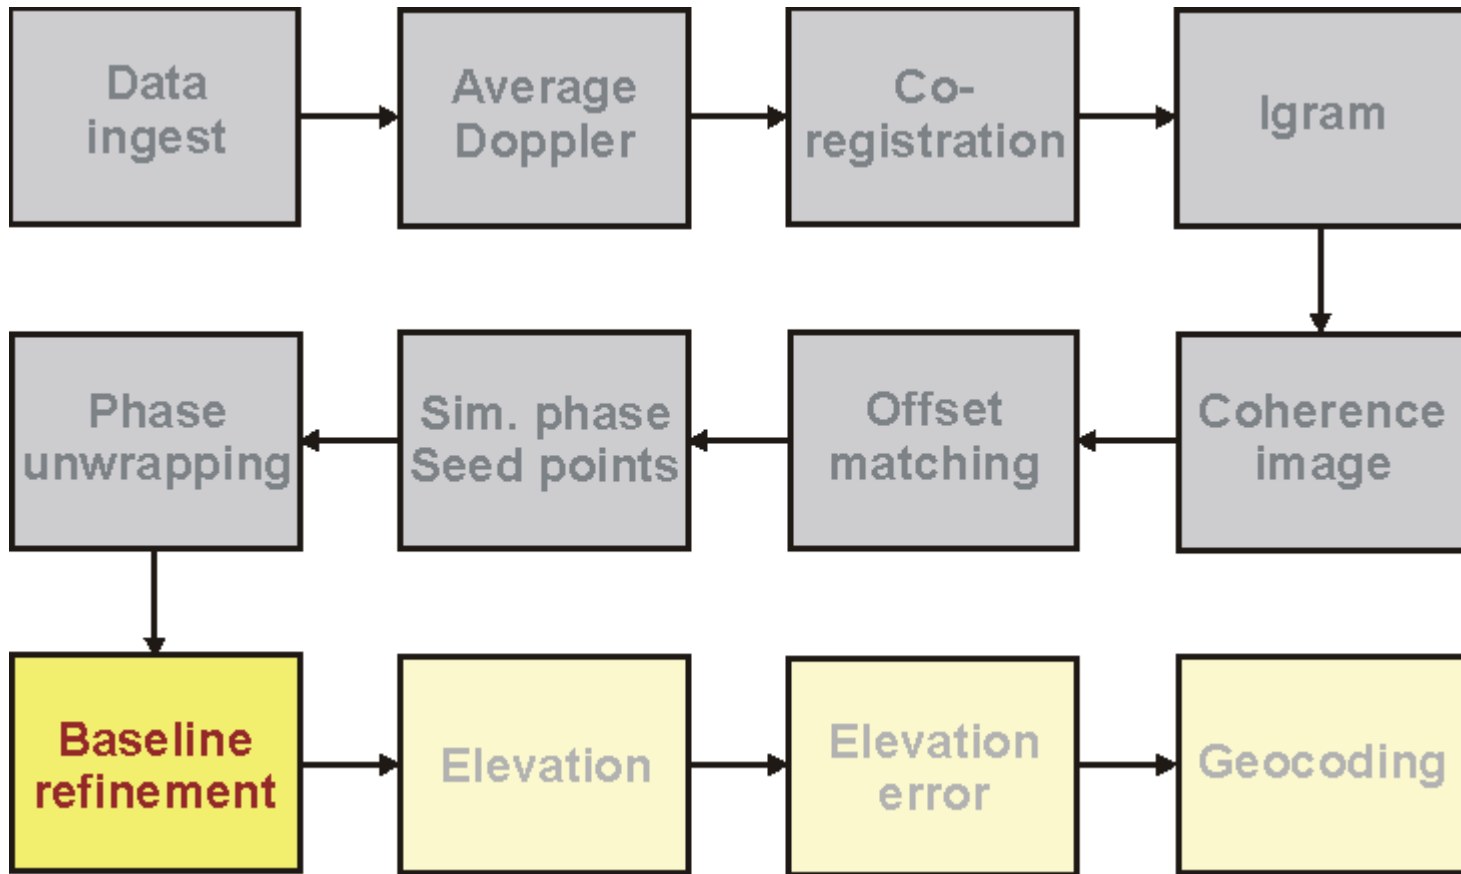 Data
ingest
Average
Doppler
Co-
registration
Igram
Phase
unwrapping
Sim. phase
Seed points
Offset
matching
Coherence
image
Baseline
refinement
Elevation
Elevation
error
Geocoding